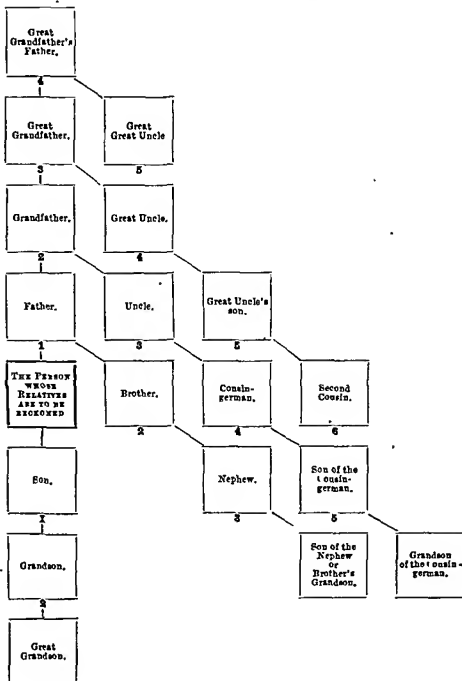 Great
Grandfather's
Father.
4
Great
Grandfather.
Great
Great Uncle
3
5
Grandfather.
Great Uncle.
2
4
Father.
Uncle.
Great Uncle's
son.
1
3
5
THE PERSON
WHOSE
RELATIVES
ARE TO BE
RECKONED
Brother.
Cousin-
german.
Second
Cousin.
2
4
6
Son.
Nephew.
Son of the
Cousin-
german.
1
3
5
Grandson.
Son of the
Nephew
or
Brother's
Grandson.
Grandson
of the Cousin-
german.
2
Great
Grandson.